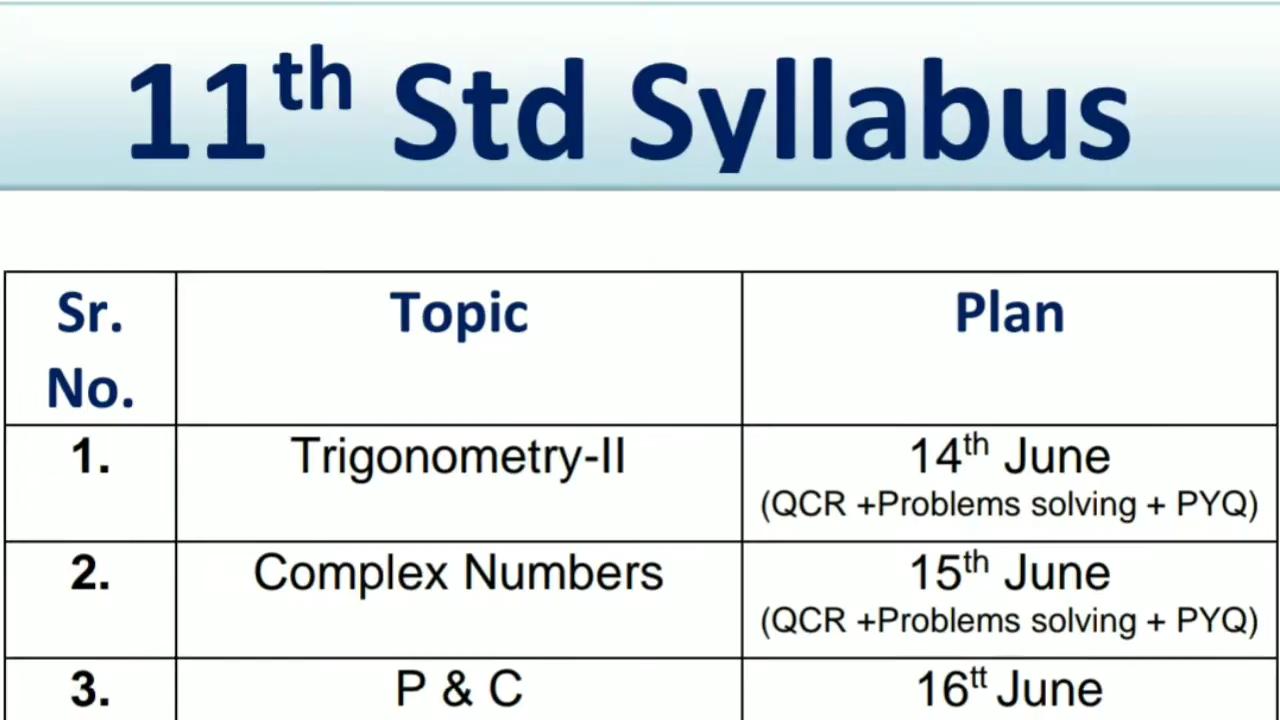 11th Std Syllabus
Sr. No. Topic Plan
1. Trigonometry-II 14th June
(QCR +Problems solving + PYQ)
2. Complex Numbers 15th June
(QCR +Problems solving + PYQ)
3. P & C 16tt June